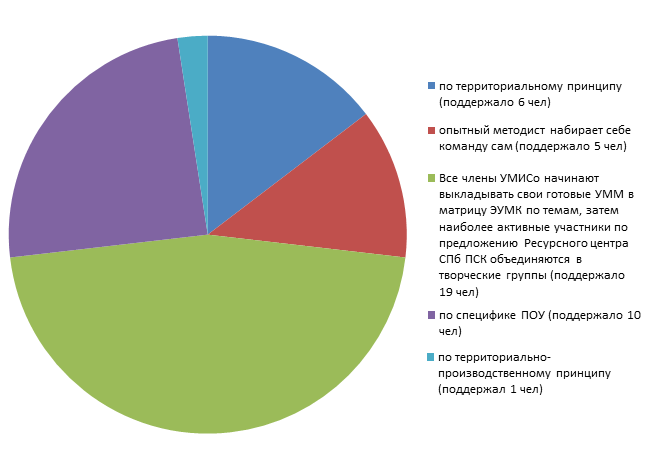 по территориальному принципу
(поддержало 6 чел)
опытный методист набирает себе
команду сам (поддержало 5 чел)
Все члены УМИСо начинают
выкладывать свои готовые УММ в
матрицу ЭУМК по темам, затем
наиболее активные участники по
предложению Ресурсного центра
СПб ПСК объединяются в
творческие группы (поддержало
19 чел)
по специфике ПОУ (поддержало 10
чел)
по территориально-
производственному принципу
(поддержал 1 чел)